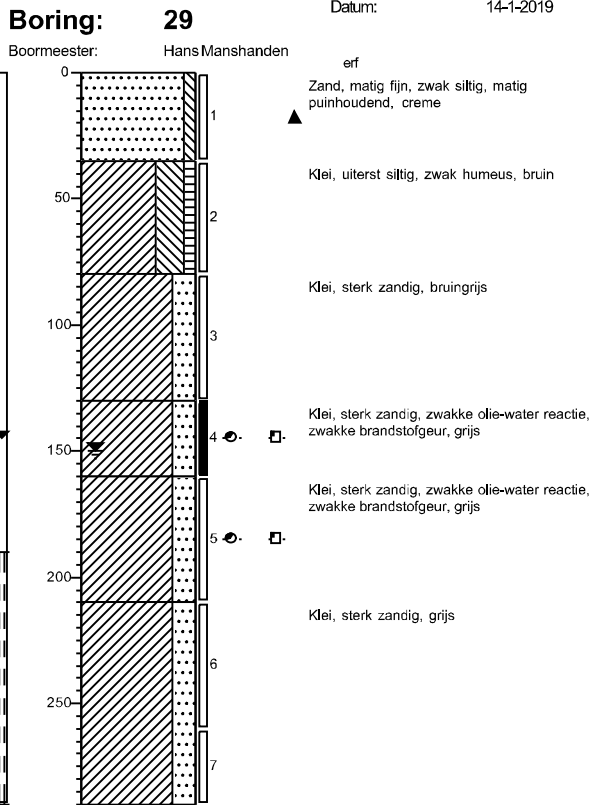 Datum: 14-1-2019
Boring: 29
Boormeester: Hans Manshanden
erf
0
Zand, matig fijn, zwak siltig, matig
puinhoudend, creme
1
Klei, uiterst siltig, zwak humeus, bruin
50
2
Klei, sterk zandig, bruingrijs
100
3
Klei, sterk zandig, zwakke olie-water reactie,
zwakke brandstofgeur, grijs
4
150
Klei, sterk zandig, zwakke olie-water reactie,
zwakke brandstofgeur, grijs
5
200
Klei, sterk zandig, grijs
6
250
7